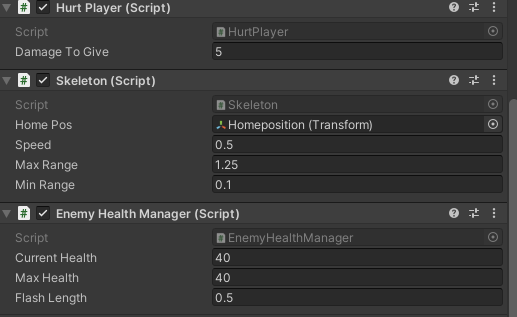 Hurt Player (Script)
Script HurtPlayer
Damage To Give 5
Skeleton (Script)
Script Skeleton
Home Pos Homeposition (Transform)
Speed 0.5
Max Range 1.25
Min Range 0.1
Enemy Health Manager (Script)
Script EnemyHealthManager
Current Health 40
Max Health 40
Flash Length 0.5